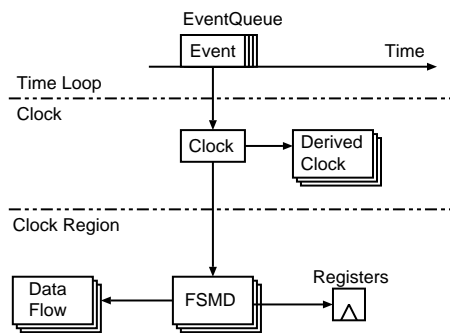 EventQueue
Event
Time
Time Loop
Clock
Clock
Derived
Clock
Clock Region
Registers
Data
Flow
FSMD